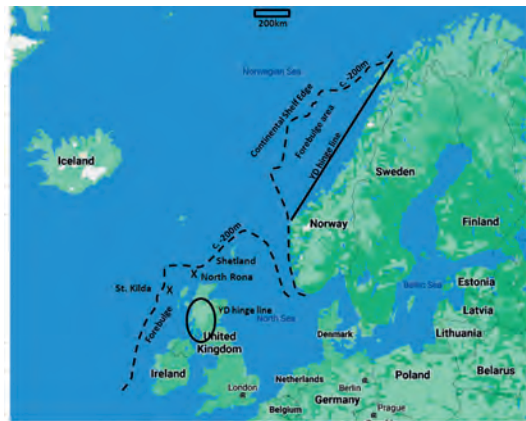 200km
Norwegian Sea
c. -200m
Continental Shelf Edge
Forebulge area
YD hinge line
Iceland
Sweden
Norway
Finland
c. -200m
Shetland
X North Rona
St. Kilda X
Baltic Sea
Estonia
YD hinge line
Forebulge
North Sea
Latvia
United
Kingdom
Denmark
Lithuania
Ireland
London
Netherlands
Berlin
Poland
Belarus
Belgium
Germany
Prague